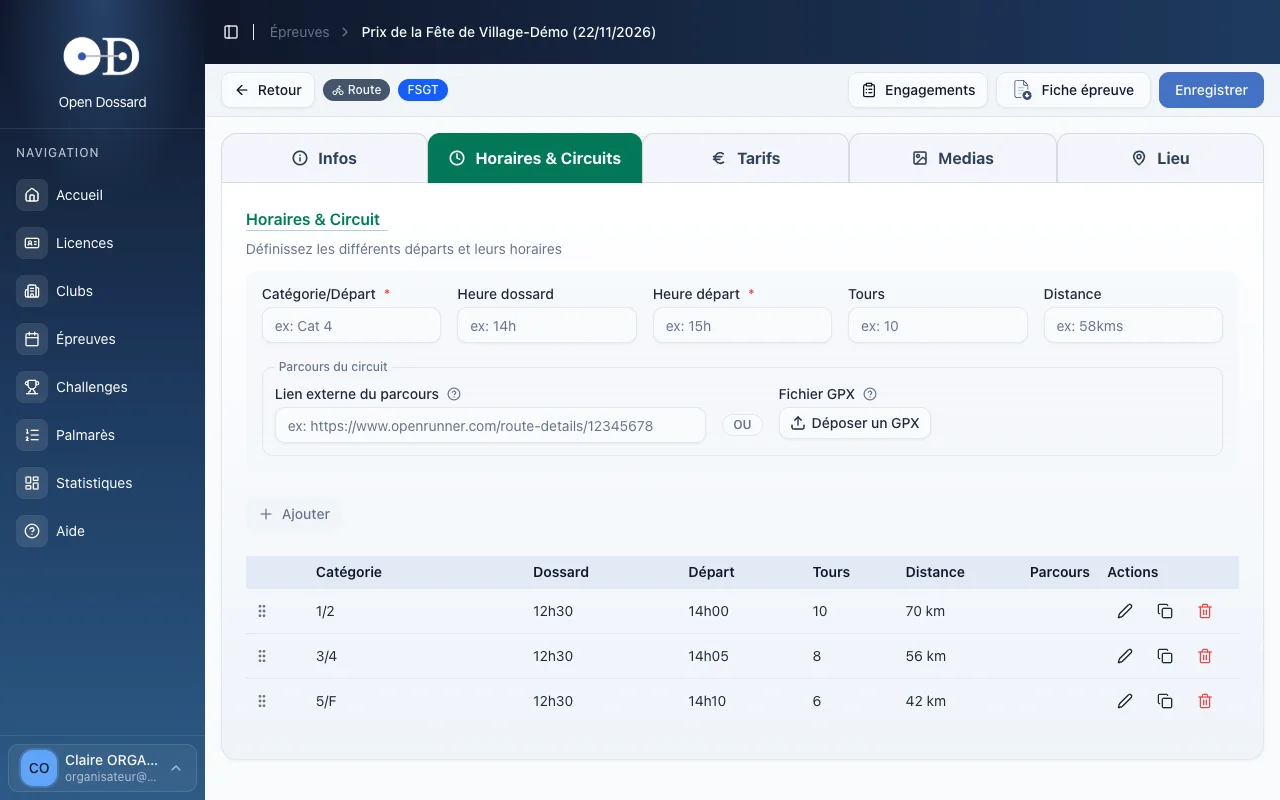 Open Dossard
NAVIGATION
Accueil
Licences
Clubs
Épreuves
Challenges
Palmarès
Statistiques
Aide
CO
Claire ORGA...
organisateur@...
Épreuves
Prix de la Fête de Village-Démo (22/11/2026)
Retour
Route
FSGT
Engagements
Fiche épreuve
Enregistrer
Infos
Horaires & Circuits
Tarifs
Medias
Lieu
Horaires & Circuit
Définissez les différents départs et leurs horaires
Catégorie/Départ * Heure dossard Heure départ * Tours Distance
ex: Cat 4 ex: 14h ex: 15h ex: 10 ex: 58kms
Parcours du circuit
Lien externe du parcours Fichier GPX
ex: https://www.openrunner.com/route-details/12345678 OU Déposer un GPX
Ajouter
Catégorie Dossard Départ Tours Distance Parcours Actions
1/2 12h30 14h00 10 70 km
3/4 12h30 14h05 8 56 km
5/F 12h30 14h10 6 42 km